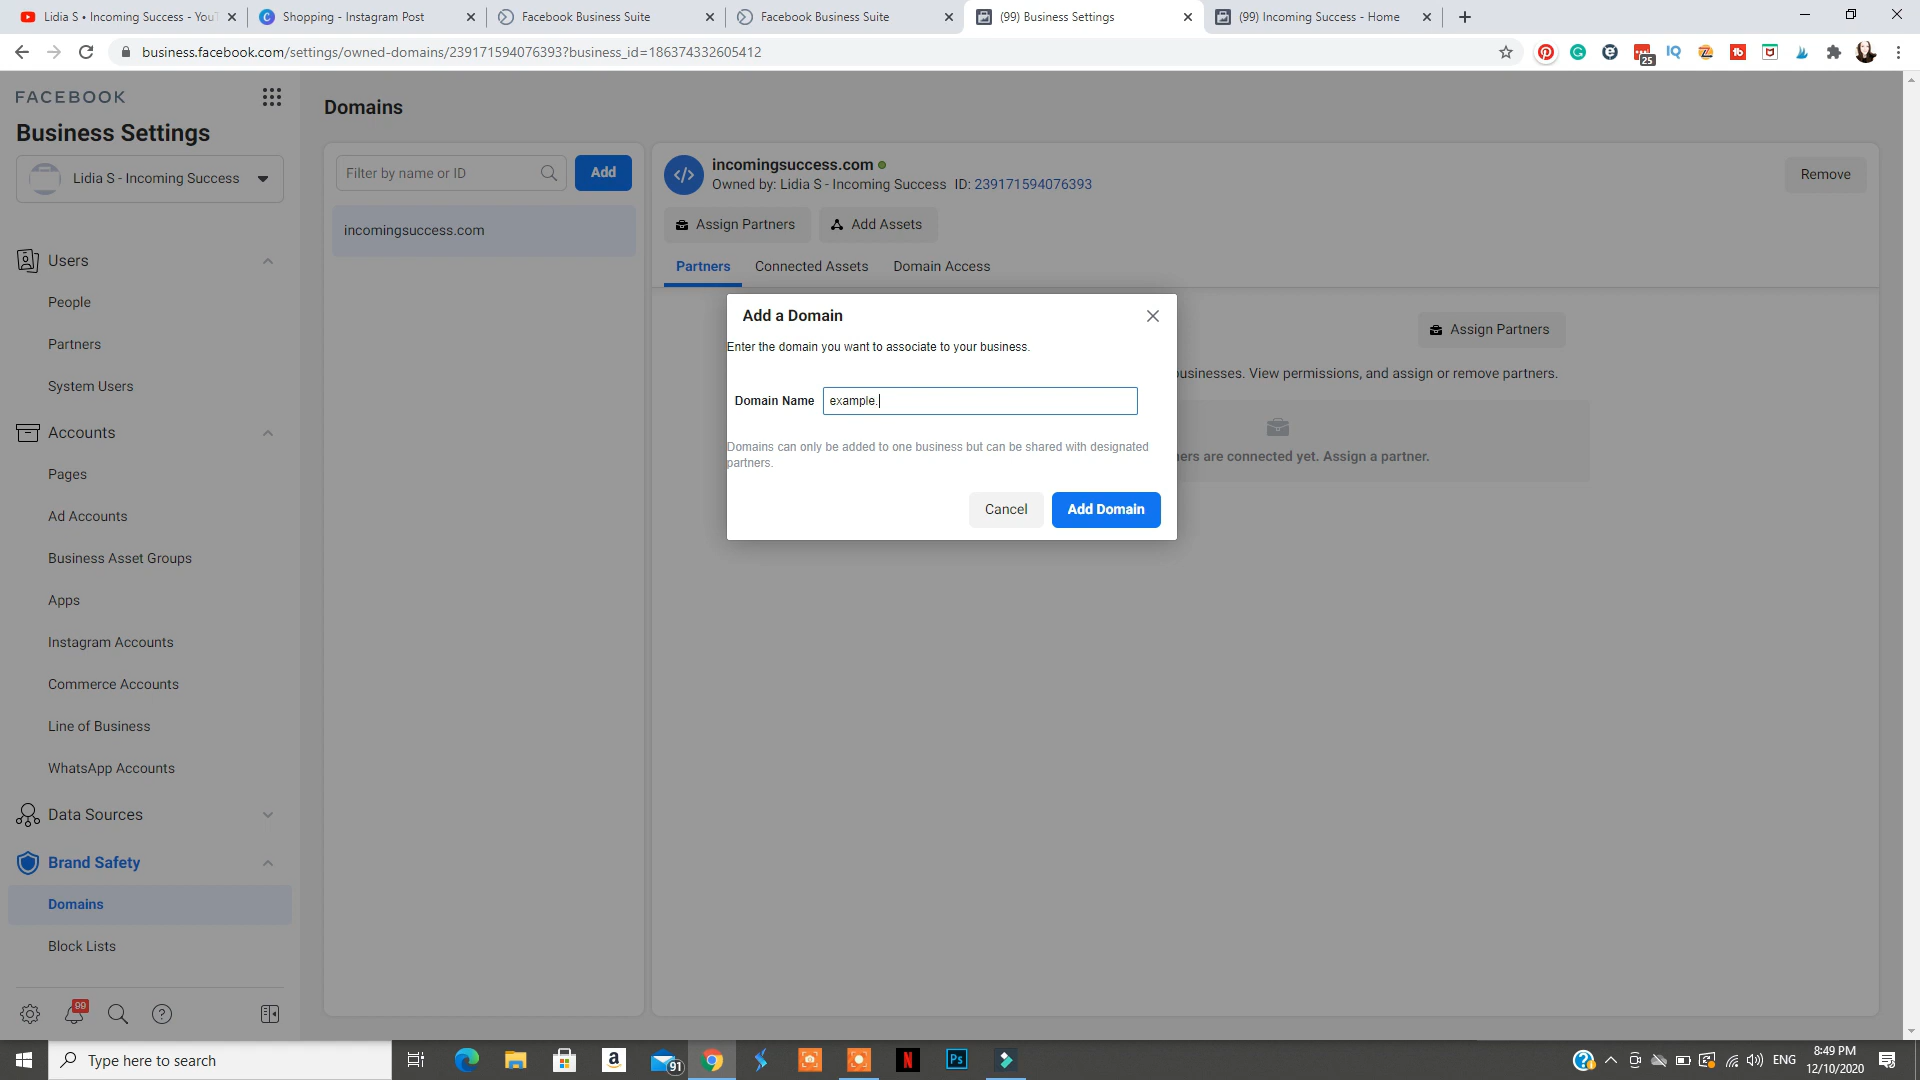 Lidia S • Incoming Success - YouT
Shopping - Instagram Post
Facebook Business Suite
Facebook Business Suite
(99) Business Settings
(99) Incoming Success - Home
business.facebook.com/settings/owned-domains/239171594076393?business_id=186374332605412
25
IQ
FACEBOOK
Business Settings
Lidia S - Incoming Success
Users
People
Partners
System Users
Accounts
Pages
Ad Accounts
Business Asset Groups
Apps
Instagram Accounts
Commerce Accounts
Line of Business
WhatsApp Accounts
Data Sources
Brand Safety
Domains
Block Lists
99
Domains
Filter by name or ID
Add
incomingsuccess.com
incomingsuccess.com
Owned by: Lidia S - Incoming Success ID: 239171594076393
Remove
Assign Partners
Add Assets
Partners
Connected Assets
Domain Access
Assign Partners
usinesses. View permissions, and assign or remove partners.
ners are connected yet. Assign a partner.
Add a Domain
Enter the domain you want to associate to your business.
Domain Name
example.
Domains can only be added to one business but can be shared with designated
partners.
Cancel
Add Domain
Type here to search
a
91
N
Ps
ENG
8:49 PM
12/10/2020